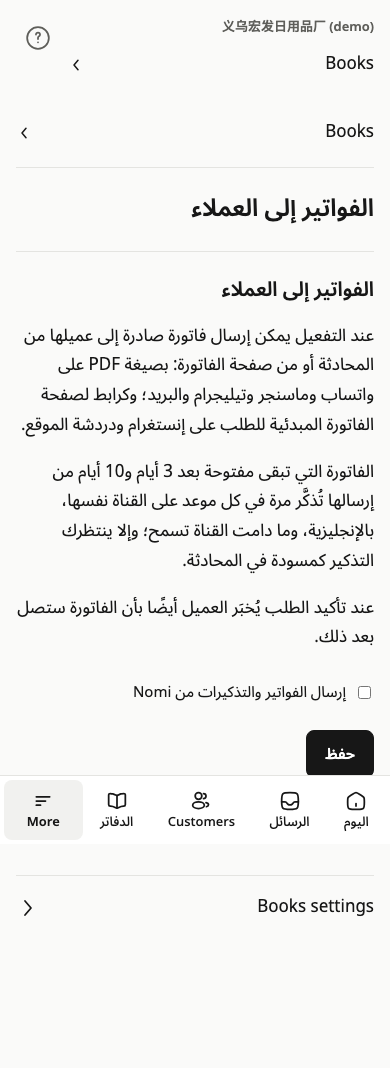 义乌宏发日用品厂 (demo)
Books
Books
الفواتير إلى العملاء
الفواتير إلى العملاء
عند التفعيل يمكن إرسال فاتورة صادرة إلى عميلها من
المحادثة أو من صفحة الفاتورة: بصيغة PDF على
واتساب وماسنجر وتيليجرام والبريد؛ وكرابط لصفحة
الفاتورة المبدئية للطلب على إنستغرام ودردشة الموقع.
الفاتورة التي تبقى مفتوحة بعد 3 أيام و10 أيام من
إرسالها تُذكَّر مرة في كل موعد على القناة نفسها،
بالإنجليزية، وما دامت القناة تسمح؛ وإلا ينتظرك
التذكير كمسودة في المحادثة.
عند تأكيد الطلب يُخبَر العميل أيضًا بأن الفاتورة ستصل
بعد ذلك.
إرسال الفواتير والتذكيرات من Nomi
حفظ
اليوم
الرسائل
Customers
الدفاتر
More
Books settings